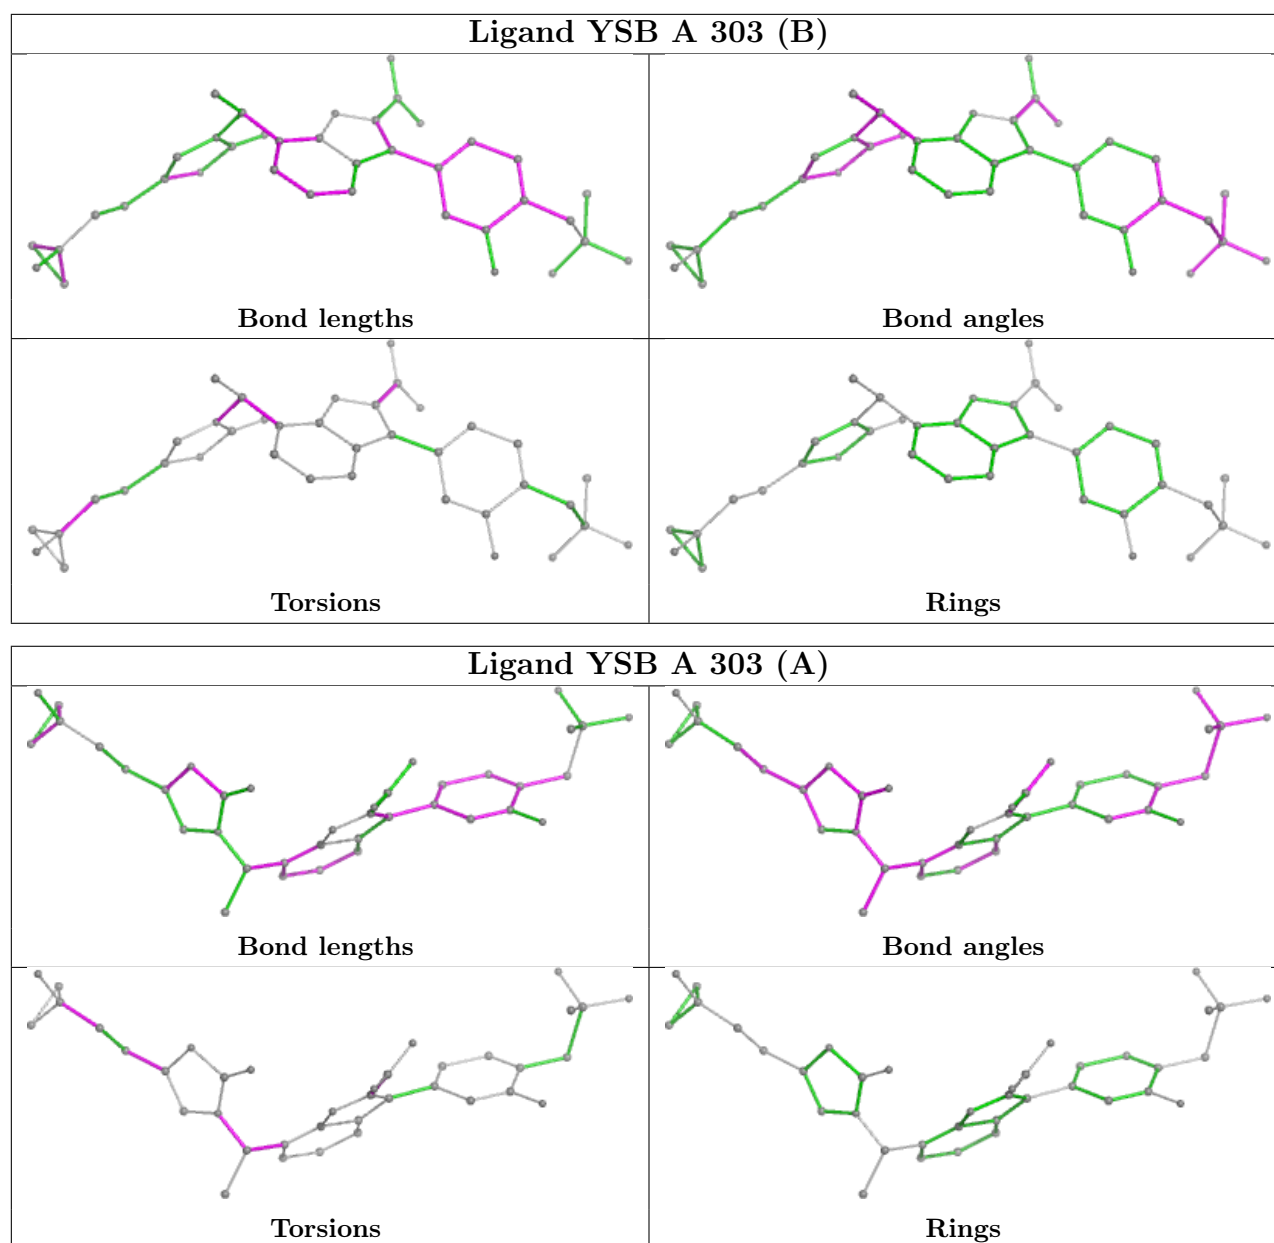 Ligand YSB A 303 (B)
Bond lengths
Bond angles
Torsions
Rings
Ligand YSB A 303 (A)
Bond lengths
Bond angles
Torsions
Rings